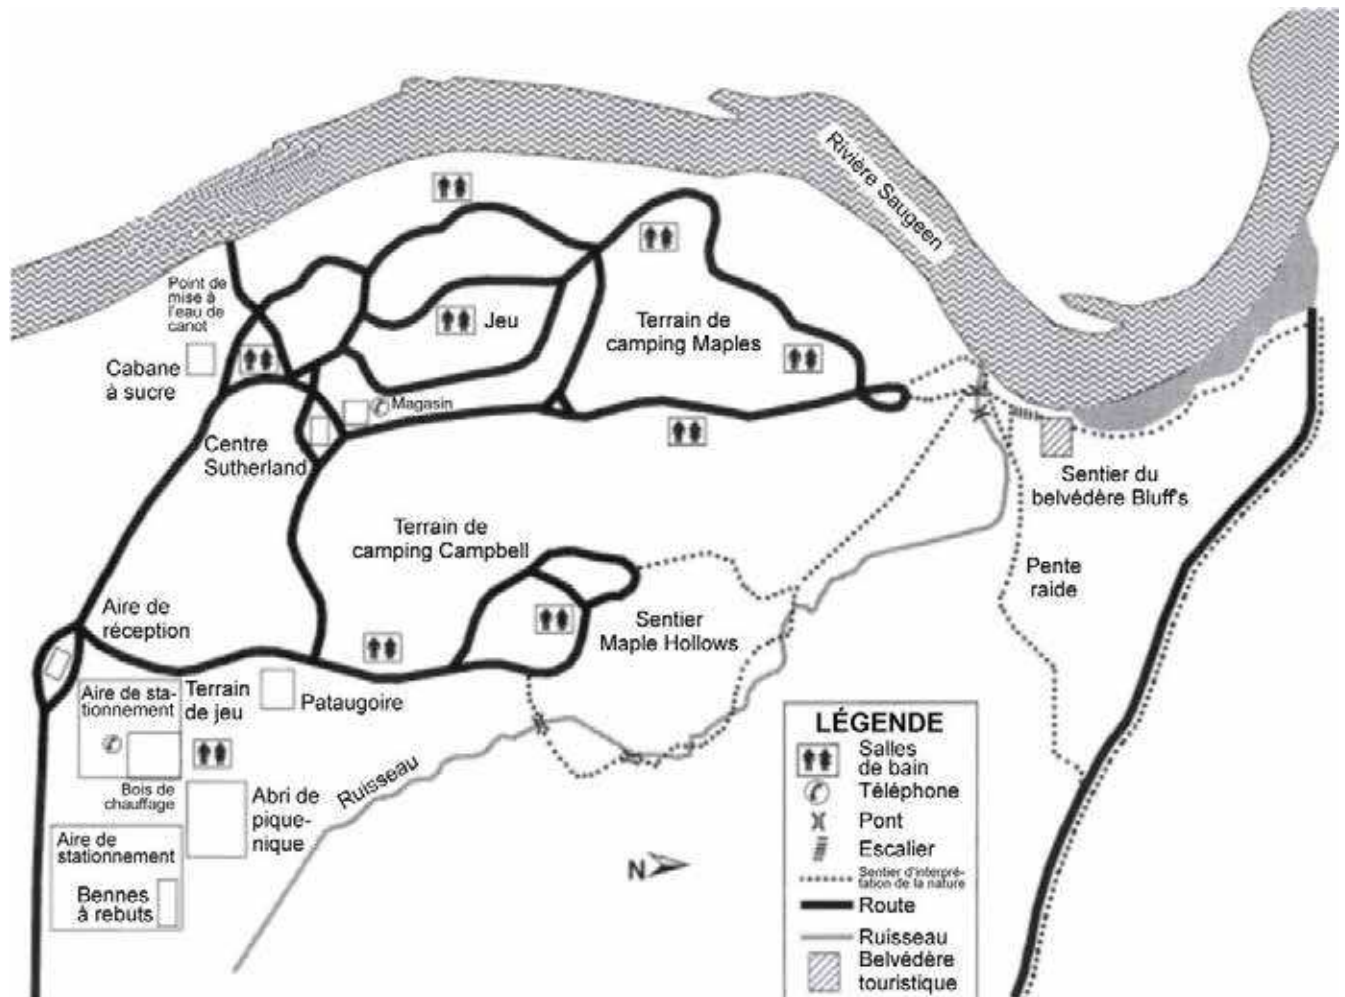 Rivière Saugeen
Point de
mise à
l'eau de
canot
Jeu
Terrain de
camping Maples
Cabane
à sucre
Magasin
Centre
Sutherland
Sentier du
belvédère Bluff's
Terrain de
camping Campbell
Pente
raide
Aire de
réception
Sentier
Maple Hollows
Aire de sta-
tionnement
Terrain
de jeu
Pataugoire
Bois de
chauffage
Ruisseau
Abri de
pique-
nique
Aire de
stationnement
Bennes
à rebuts
N
LÉGENDE
Salles
de bain
Téléphone
Pont
Escalier
Sentier d'interpré-
tation de la nature
Route
Ruisseau
Belvédère
touristique